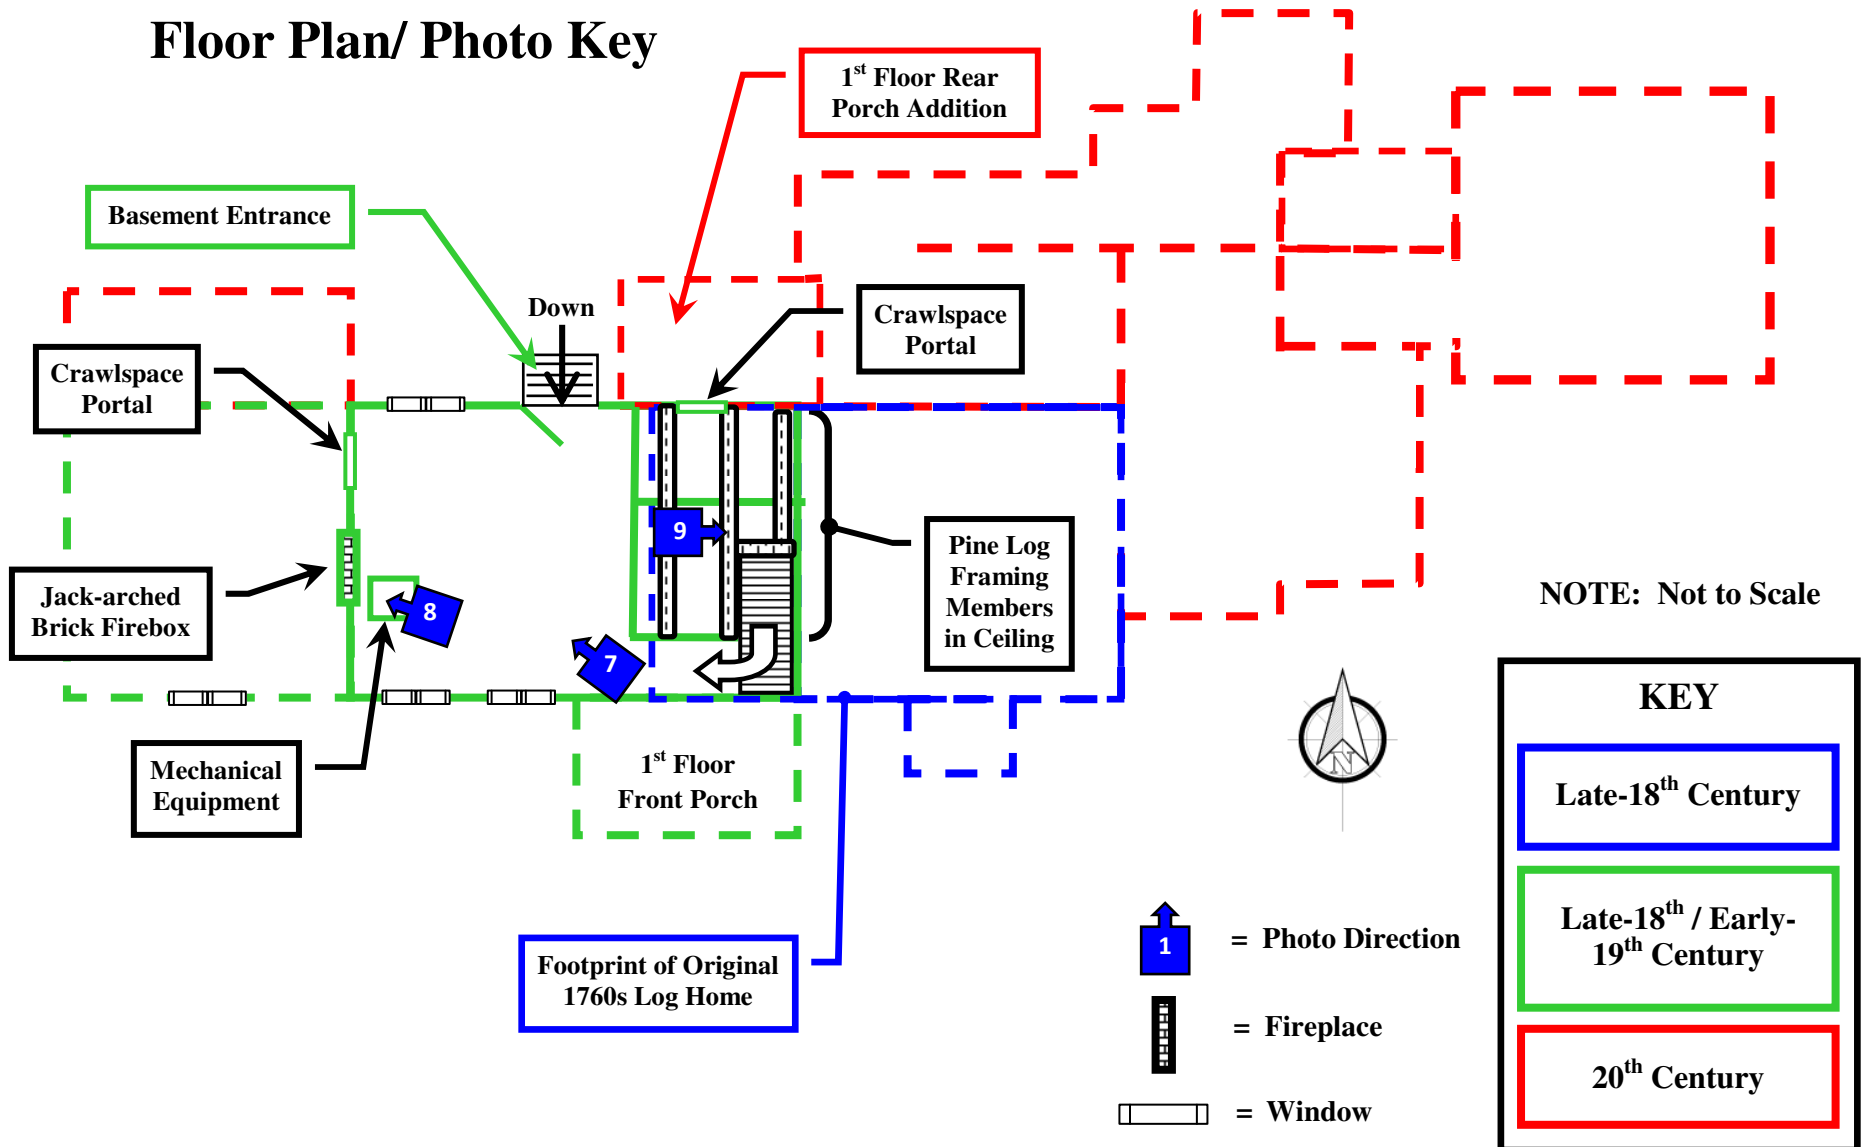 Floor Plan/ Photo Key
1st Floor Rear
Porch Addition
Basement Entrance
Down
Crawlspace
Portal
Crawlspace
Portal
9
Pine Log
Framing
Members
in Ceiling
Jack-arched
Brick Firebox
8
7
NOTE: Not to Scale
Mechanical
Equipment
1st Floor
Front Porch
N
KEY
Late-18th Century
Late-18th / Early-
19th Century
20th Century
Footprint of Original
1760s Log Home
1
= Photo Direction
= Fireplace
= Window